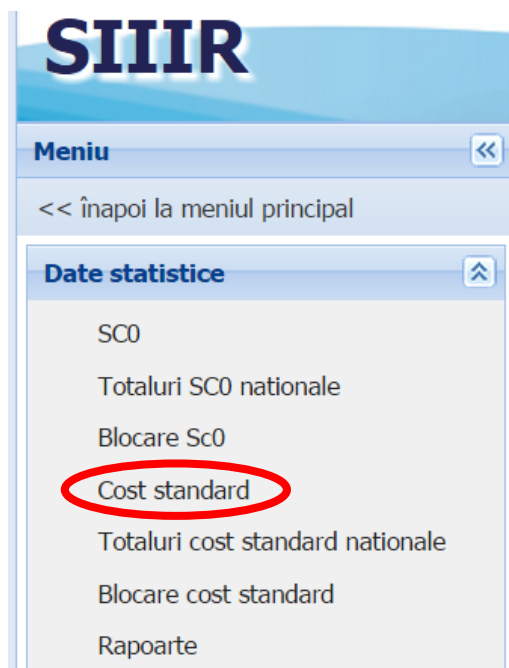 SIIIR
Meniu
<< înapoi la meniul principal
Date statistice
SC0
Totaluri SC0 nationale
Blocare Sc0
Cost standard
Totaluri cost standard nationale
Blocare cost standard
Rapoarte